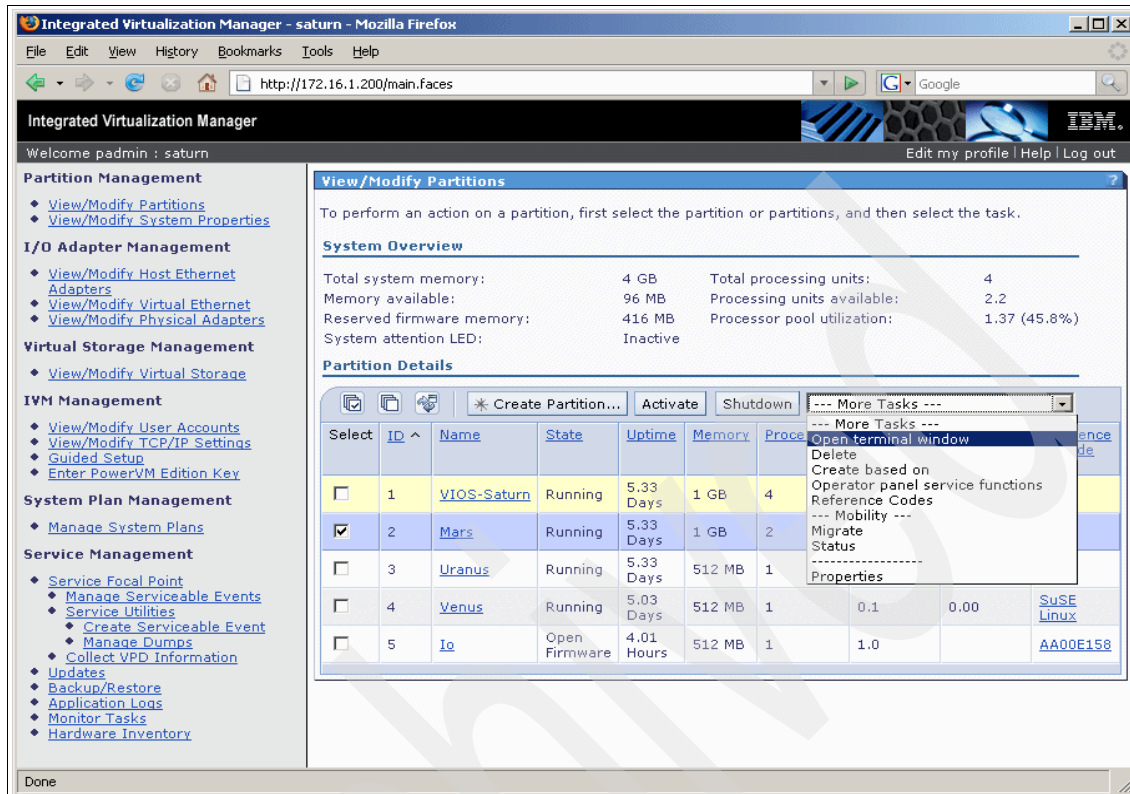 Integrated Virtualization Manager - saturn - Mozilla Firefox
File Edit View History Bookmarks Tools Help
http://172.16.1.200/main.faces
G Google
Integrated Virtualization Manager
IBM.
Welcome padmin : saturn
Edit my profile | Help | Log out
Partition Management
View/Modify Partitions
View/Modify System Properties
I/O Adapter Management
View/Modify Host Ethernet
Adapters
View/Modify Virtual Ethernet
View/Modify Physical Adapters
Virtual Storage Management
View/Modify Virtual Storage
IVM Management
View/Modify User Accounts
View/Modify TCP/IP Settings
Guided Setup
Enter PowerVM Edition Key
System Plan Management
Manage System Plans
Service Management
Service Focal Point
Manage Serviceable Events
Service Utilities
Create Serviceable Event
Manage Dumps
Collect VPD Information
Updates
Backup/Restore
Application Logs
Monitor Tasks
Hardware Inventory
View/Modify Partitions ?
To perform an action on a partition, first select the partition or partitions, and then select the task.
System Overview
Total system memory: 4 GB Total processing units: 4
Memory available: 96 MB Processing units available: 2.2
Reserved firmware memory: 416 MB Processor pool utilization: 1.37 (45.8%)
System attention LED: Inactive
Partition Details
Create Partition... Activate Shutdown --- More Tasks ---
--- More Tasks ---
Open terminal window
Delete
Create based on
Operator panel service functions
Reference Codes
--- Mobility ---
Migrate
Status
------------------
Properties
Select ID ^ Name State Uptime Memory
1 VIOS-Saturn Running 5.33 Days 1 GB 4
2 Mars Running 5.33 Days 1 GB 2
3 Uranus Running 5.33 Days 512 MB 1
4 Venus Running 5.03 Days 512 MB 1 0.1 0.00 SuSE Linux
5 Io Open Firmware 4.01 Hours 512 MB 1 1.0 AA00E158
Done